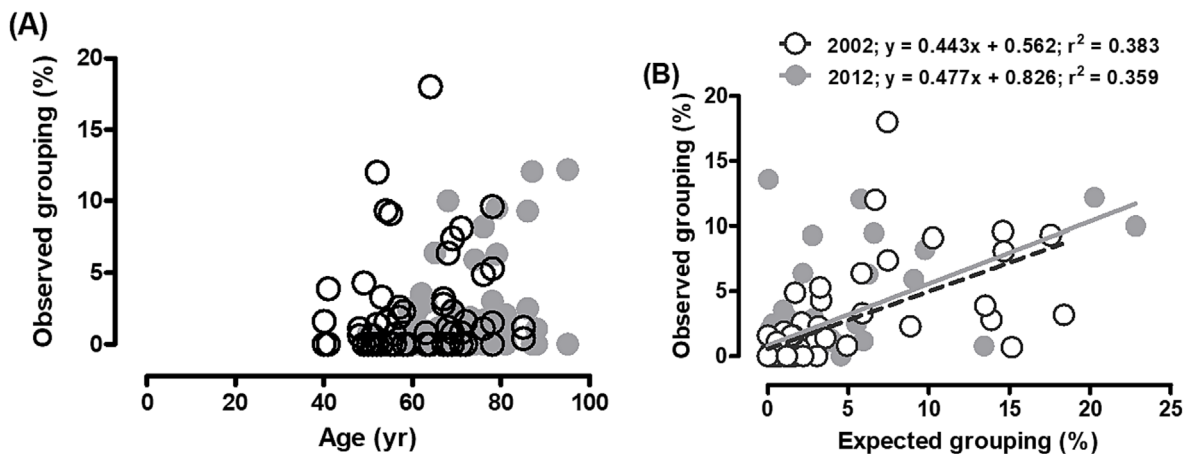 (A)
Observed grouping (%)
20
15
10
5
0
0 20 40 60 80 100
Age (yr)
2002; y = 0.443x + 0.562; r² = 0.383
2012; y = 0.477x + 0.826; r² = 0.359
(B)
Observed grouping (%)
20
15
10
5
0
0 5 10 15 20 25
Expected grouping (%)